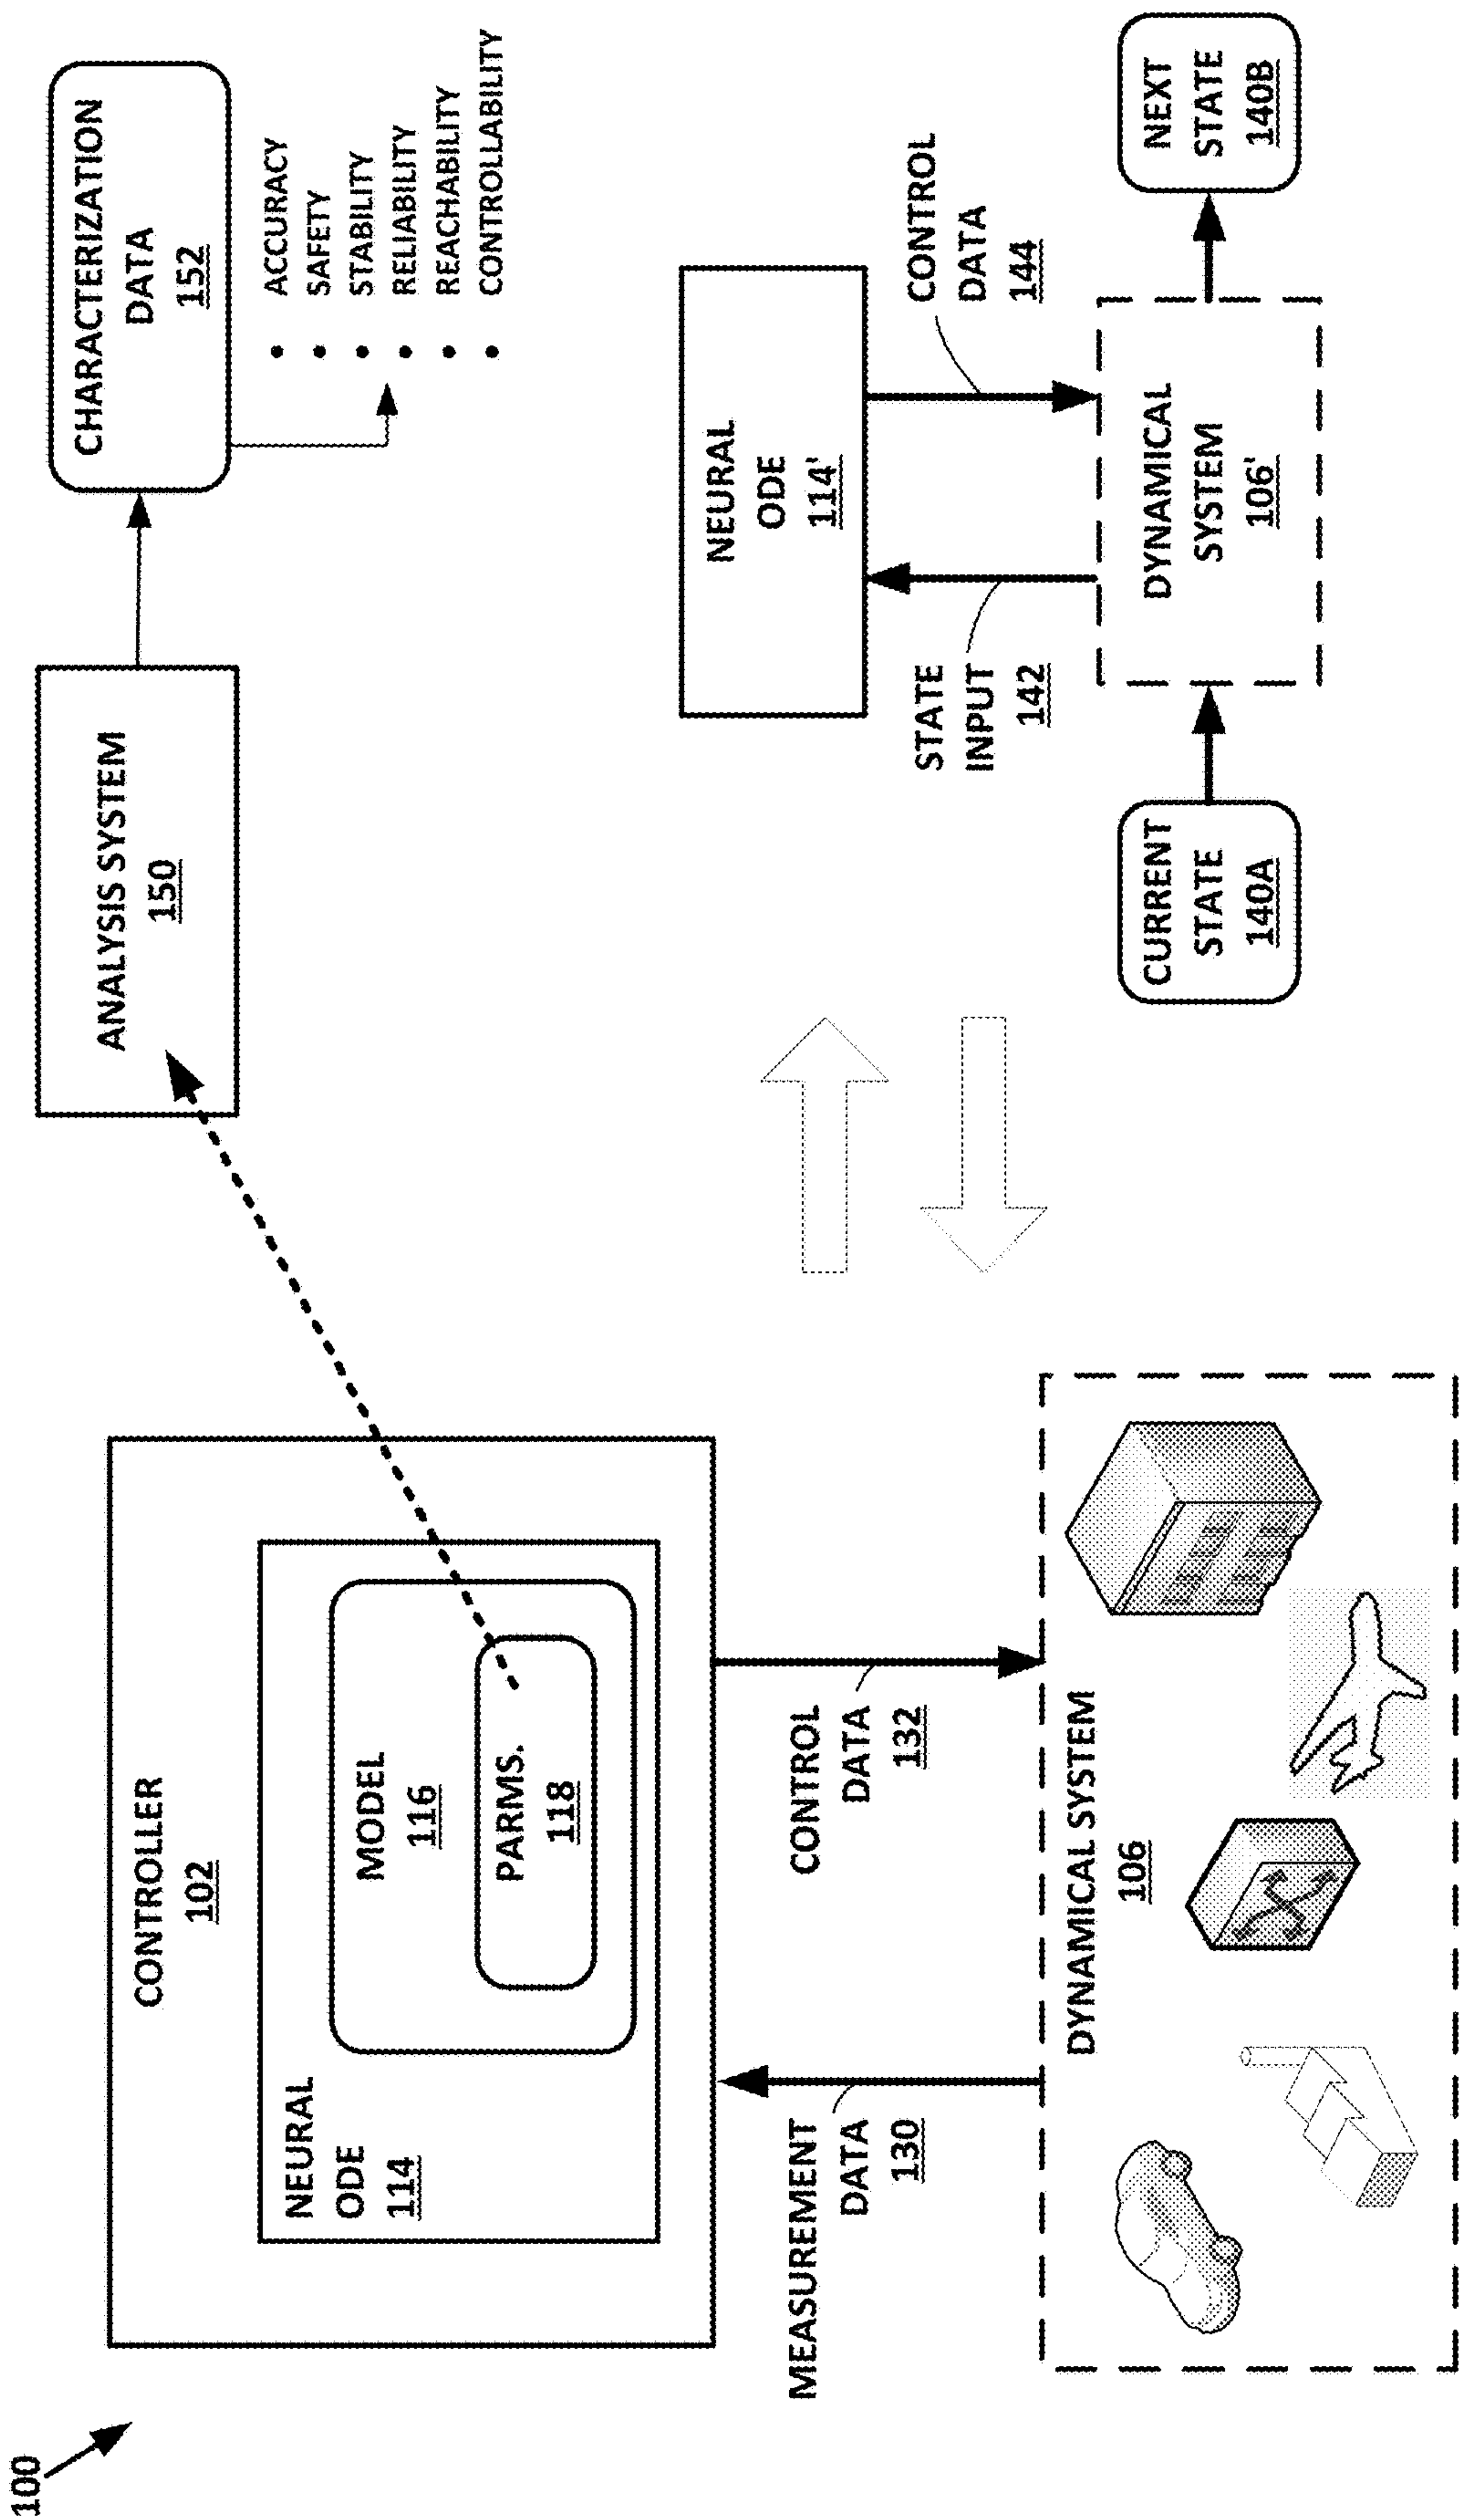 100
CONTROLLER
102
NEURAL
ODE
114
MODEL
116
PARMS.
118
MEASUREMENT
DATA
130
CONTROL
DATA
132
DYNAMICAL SYSTEM
106
ANALYSIS SYSTEM
150
CHARACTERIZATION
DATA
152
• ACCURACY
• SAFETY
• STABILITY
• RELIABILITY
• REACHABILITY
• CONTROLLABILITY
NEURAL
ODE
114'
STATE
INPUT
142
CONTROL
DATA
144
CURRENT
STATE
140A
DYNAMICAL
SYSTEM
106'
NEXT
STATE
140B